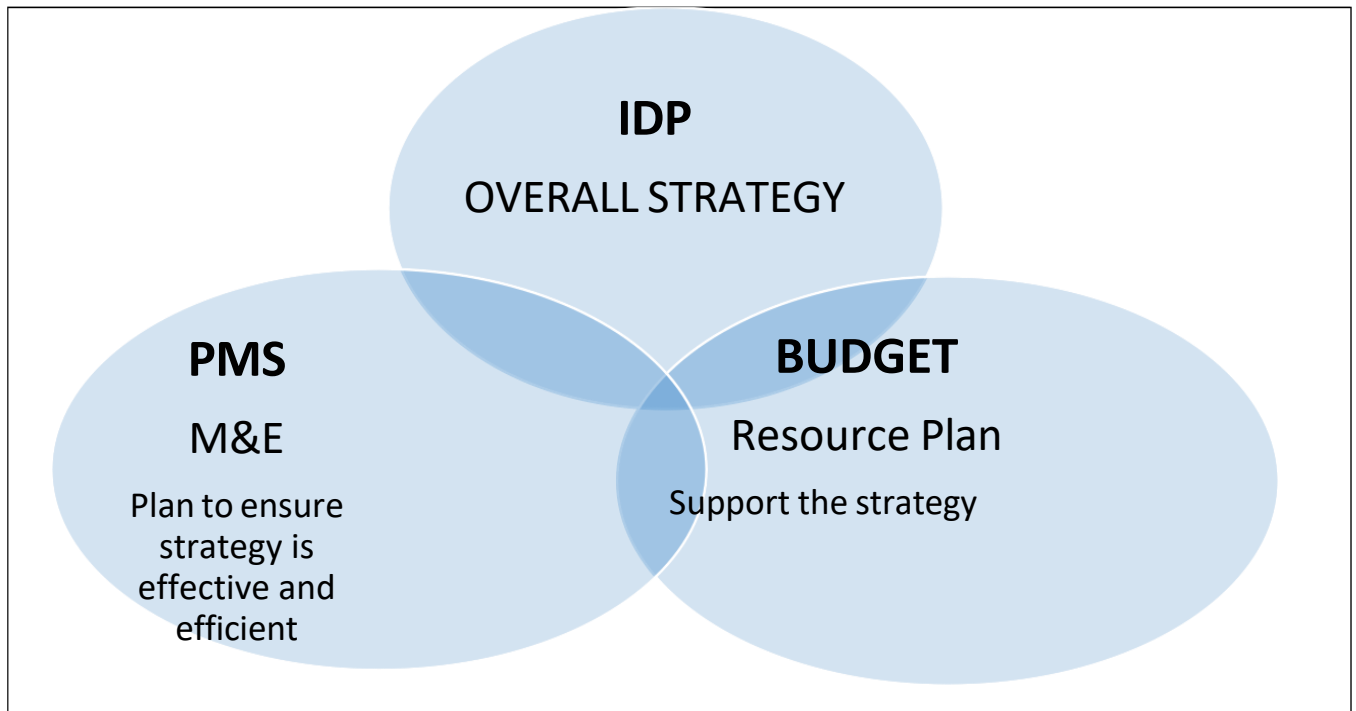 IDP
OVERALL STRATEGY
PMS
M&E
Plan to ensure
strategy is
effective and
efficient
BUDGET
Resource Plan
Support the strategy